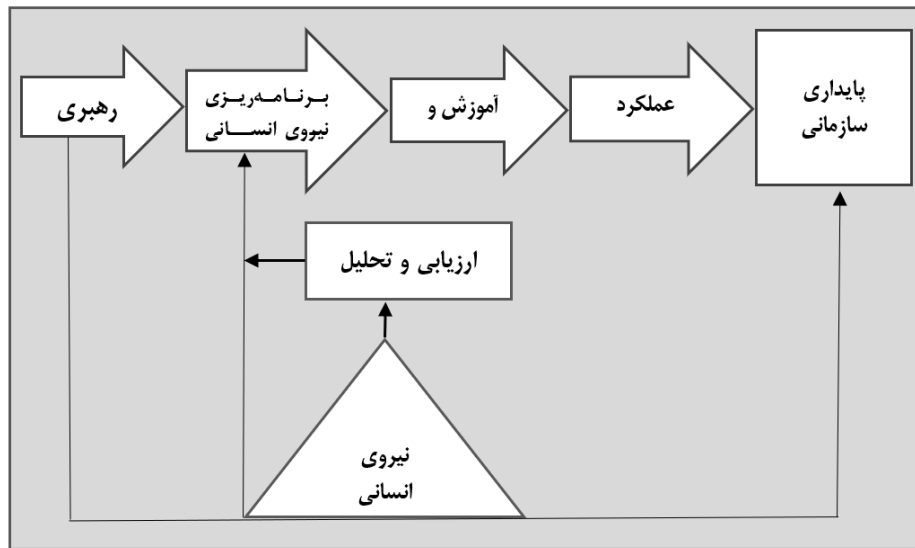 رهبری
برنامه‌ریزی
نیروی انسانی
آموزش و
عملکرد
پایداری
سازمانی
ارزیابی و تحلیل
نیروی
انسانی